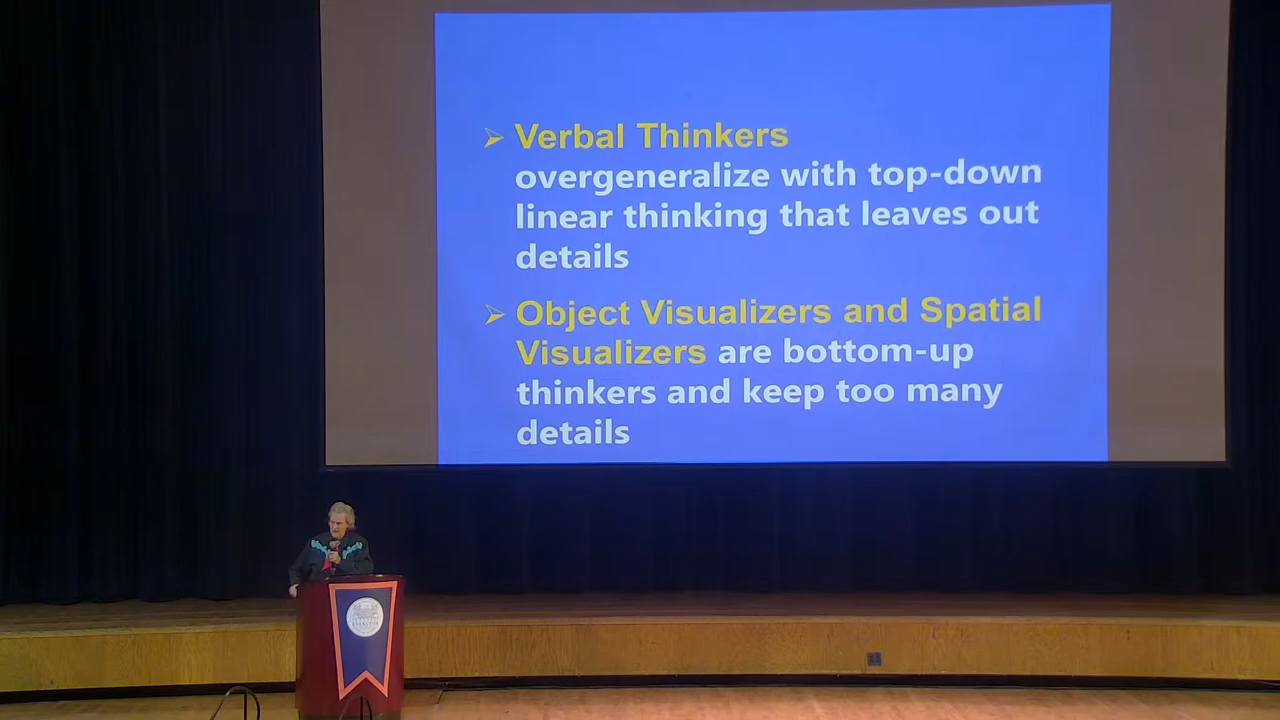 Verbal Thinkers
overgeneralize with top-down
linear thinking that leaves out
details
Object Visualizers and Spatial
Visualizers are bottom-up
thinkers and keep too many
details